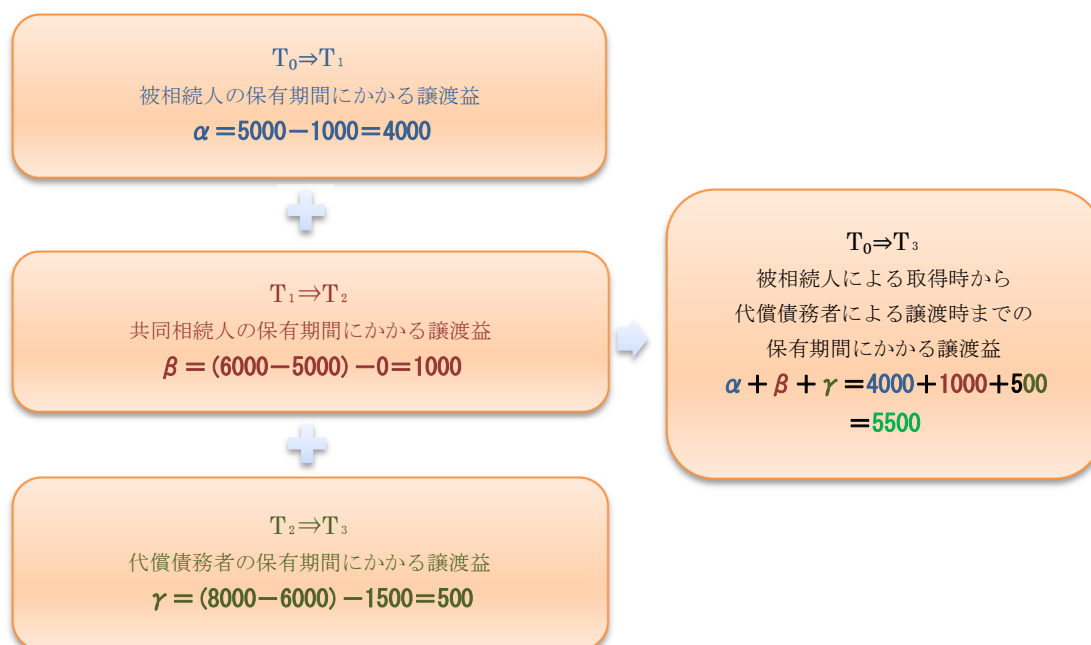 T₀⇒T₁
被相続人の保有期間にかかる譲渡益
α＝5000－1000＝4000
T₁⇒T₂
共同相続人の保有期間にかかる譲渡益
β＝(6000－5000)－0＝1000
T₂⇒T₃
代償債務者の保有期間にかかる譲渡益
γ＝(8000－6000)－1500＝500
T₀⇒T₃
被相続人による取得時から
代償債務者による譲渡時までの
保有期間にかかる譲渡益
α＋β＋γ＝4000＋1000＋500
＝5500